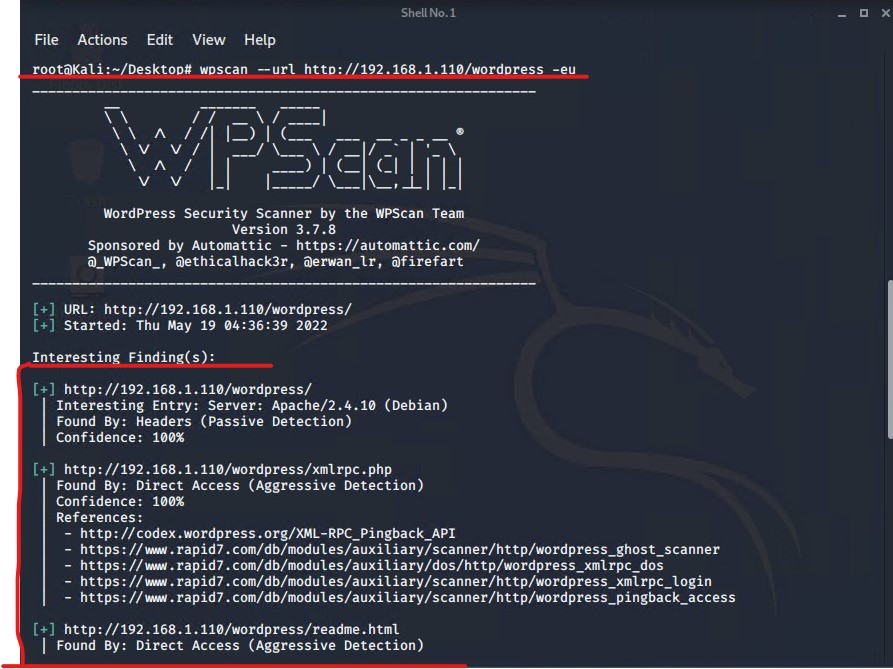 Shell No. 1
File Actions Edit View Help
root@Kali:~/Desktop# wpscan --url http://192.168.1.110/wordpress -eu
WPScan ®
WordPress Security Scanner by the WPScan Team
Version 3.7.8
Sponsored by Automattic - https://automattic.com/
@_WPScan_, @ethicalhack3r, @erwan_lr, @firefart
[+] URL: http://192.168.1.110/wordpress/
[+] Started: Thu May 19 04:36:39 2022
Interesting Finding(s):
[+] http://192.168.1.110/wordpress/
| Interesting Entry: Server: Apache/2.4.10 (Debian)
| Found By: Headers (Passive Detection)
| Confidence: 100%
[+] http://192.168.1.110/wordpress/xmlrpc.php
| Found By: Direct Access (Aggressive Detection)
| Confidence: 100%
| References:
|  - http://codex.wordpress.org/XML-RPC_Pingback_API
|  - https://www.rapid7.com/db/modules/auxiliary/scanner/http/wordpress_ghost_scanner
|  - https://www.rapid7.com/db/modules/auxiliary/dos/http/wordpress_xmlrpc_dos
|  - https://www.rapid7.com/db/modules/auxiliary/scanner/http/wordpress_xmlrpc_login
|  - https://www.rapid7.com/db/modules/auxiliary/scanner/http/wordpress_pingback_access
[+] http://192.168.1.110/wordpress/readme.html
| Found By: Direct Access (Aggressive Detection)